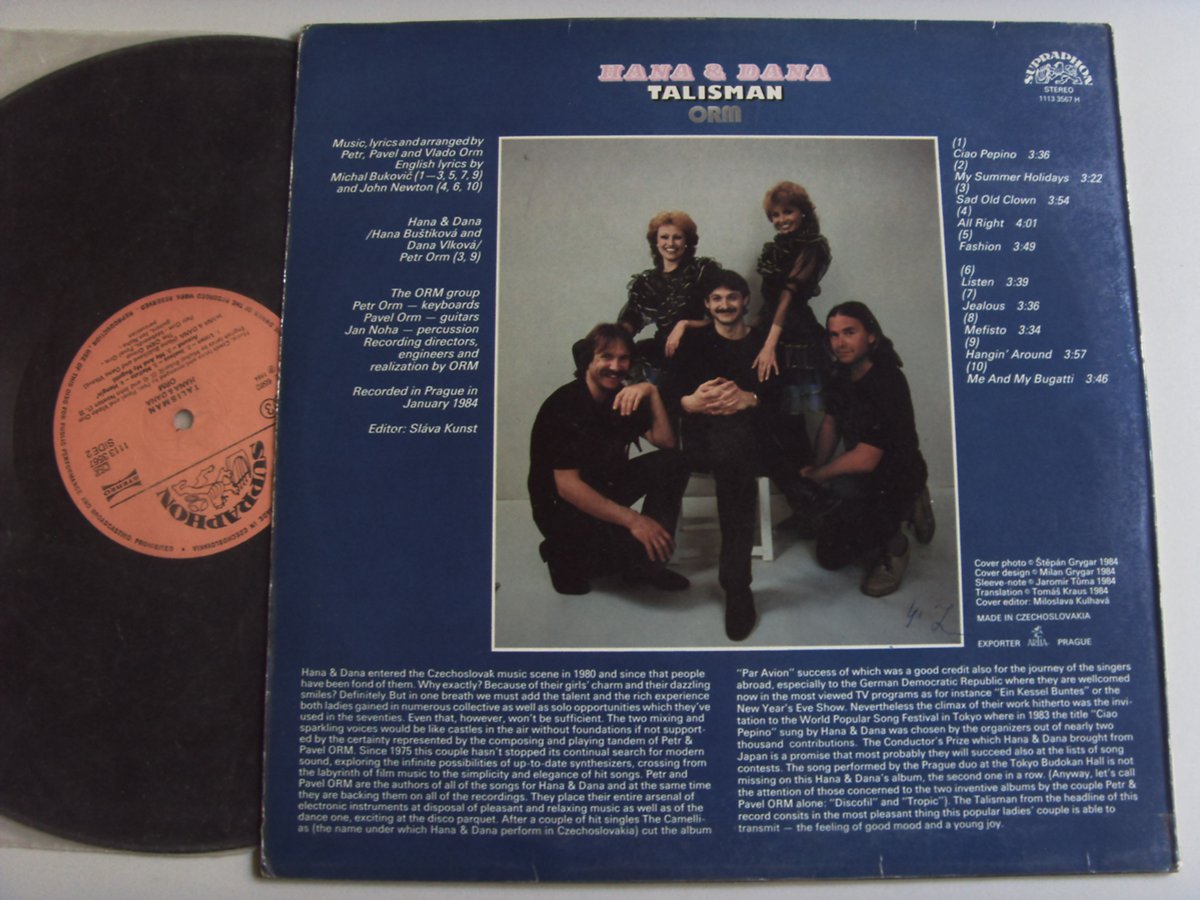 HANA & DANA
TALISMAN
ORM
SUPRAPHON
STEREO
1113 3567 H
Music, lyrics and arranged by
Petr, Pavel and Vlado Orm
English lyrics by
Michal Bukovič (1—3, 5, 7, 9)
and John Newton (4, 6, 10)
Hana & Dana
/Hana Buštíková and
Dana Vlková/
Petr Orm (3, 9)
The ORM group
Petr Orm — keyboards
Pavel Orm — guitars
Jan Noha — percussion
Recording directors,
engineers and
realization by ORM
Recorded in Prague in
January 1984
Editor: Sláva Kunst
(1)
Ciao Pepino 3:36
(2)
My Summer Holidays 3:22
(3)
Sad Old Clown 3:54
(4)
All Right 4:01
(5)
Fashion 3:49
(6)
Listen 3:39
(7)
Jealous 3:36
(8)
Mefisto 3:34
(9)
Hangin' Around 3:57
(10)
Me And My Bugatti 3:46
Cover photo © Štěpán Grygar 1984
Cover design © Milan Grygar 1984
Sleeve-note © Jaromír Tůma 1984
Translation © Tomáš Kraus 1984
Cover editor: Miloslava Kulhavá
MADE IN CZECHOSLOVAKIA
EXPORTER ARTIA PRAGUE
Hana & Dana entered the Czechoslovak music scene in 1980 and since that people
have been fond of them. Why exactly? Because of their girls' charm and their dazzling
smiles? Definitely. But in one breath we must add the talent and the rich experience
both ladies gained in numerous collective as well as solo opportunities which they've
used in the seventies. Even that, however, won't be sufficient. The two mixing and
sparkling voices would be like castles in the air without foundations if not support-
ed by the certainty represented by the composing and playing tandem of Petr &
Pavel ORM. Since 1975 this couple hasn't stopped its continual search for modern
sound, exploring the infinite possibilities of up-to-date synthesizers, crossing from
the labyrinth of film music to the simplicity and elegance of hit songs. Petr and
Pavel ORM are the authors of all of the songs for Hana & Dana and at the same time
they are backing them on all of the recordings. They place their entire arsenal of
electronic instruments at disposal of pleasant and relaxing music as well as of the
dance one, exciting at the disco parquet. After a couple of hit singles The Camelli-
as (the name under which Hana & Dana perform in Czechoslovakia) cut the album
"Par Avion" success of which was a good credit also for the journey of the singers
abroad, especially to the German Democratic Republic where they are wellcomed
now in the most viewed TV programs as for instance "Ein Kessel Buntes" or the
New Year's Eve Show. Nevertheless the climax of their work hitherto was the invi-
tation to the World Popular Song Festival in Tokyo where in 1983 the title "Ciao
Pepino" sung by Hana & Dana was chosen by the organizers out of nearly two
thousand contributions. The Conductor's Prize which Hana & Dana brought from
Japan is a promise that most probably they will succeed also at the lists of song
contests. The song performed by the Prague duo at the Tokyo Budokan Hall is not
missing on this Hana & Dana's album, the second one in a row. (Anyway, let's call
the attention of those concerned to the two inventive albums by the couple Petr &
Pavel ORM alone: "Discofil" and "Tropic"). The Talisman from the headline of this
record consits in the most pleasant thing this popular ladies' couple is able to
transmit — the feeling of good mood and a young joy.
SUPRAPHON
MADE IN CZECHOSLOVAKIA
STEREO
1113 3567
SIDE 2
TALISMAN
HANA & DANA
ORM